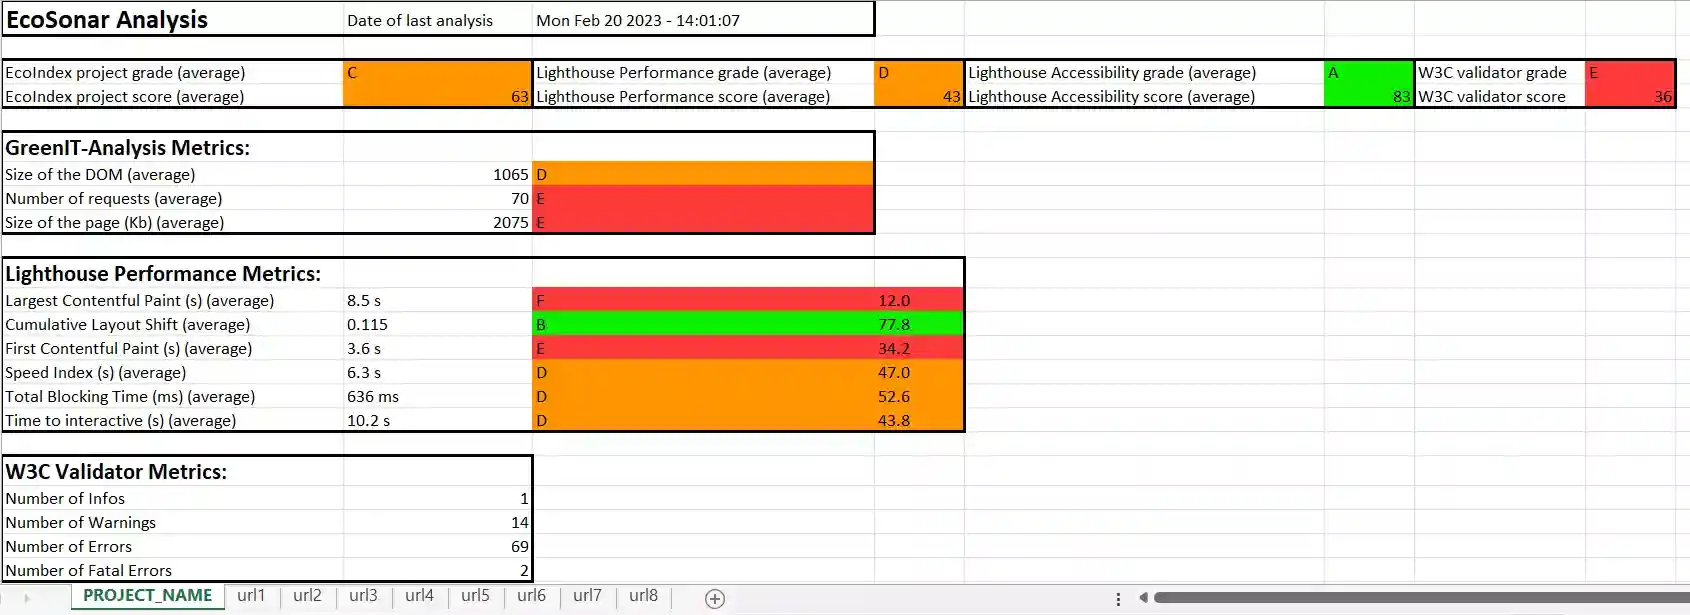 EcoSonar Analysis Date of last analysis Mon Feb 20 2023 - 14:01:07
EcoIndex project grade (average) C Lighthouse Performance grade (average) D Lighthouse Accessibility grade (average) A W3C validator grade E
EcoIndex project score (average) 63 Lighthouse Performance score (average) 43 Lighthouse Accessibility score (average) 83 W3C validator score 36
GreenIT-Analysis Metrics:
Size of the DOM (average) 1065 D
Number of requests (average) 70 E
Size of the page (Kb) (average) 2075 E
Lighthouse Performance Metrics:
Largest Contentful Paint (s) (average) 8.5 s F 12.0
Cumulative Layout Shift (average) 0.115 B 77.8
First Contentful Paint (s) (average) 3.6 s E 34.2
Speed Index (s) (average) 6.3 s D 47.0
Total Blocking Time (ms) (average) 636 ms D 52.6
Time to interactive (s) (average) 10.2 s D 43.8
W3C Validator Metrics:
Number of Infos 1
Number of Warnings 14
Number of Errors 69
Number of Fatal Errors 2
PROJECT_NAME url1 url2 url3 url4 url5 url6 url7 url8